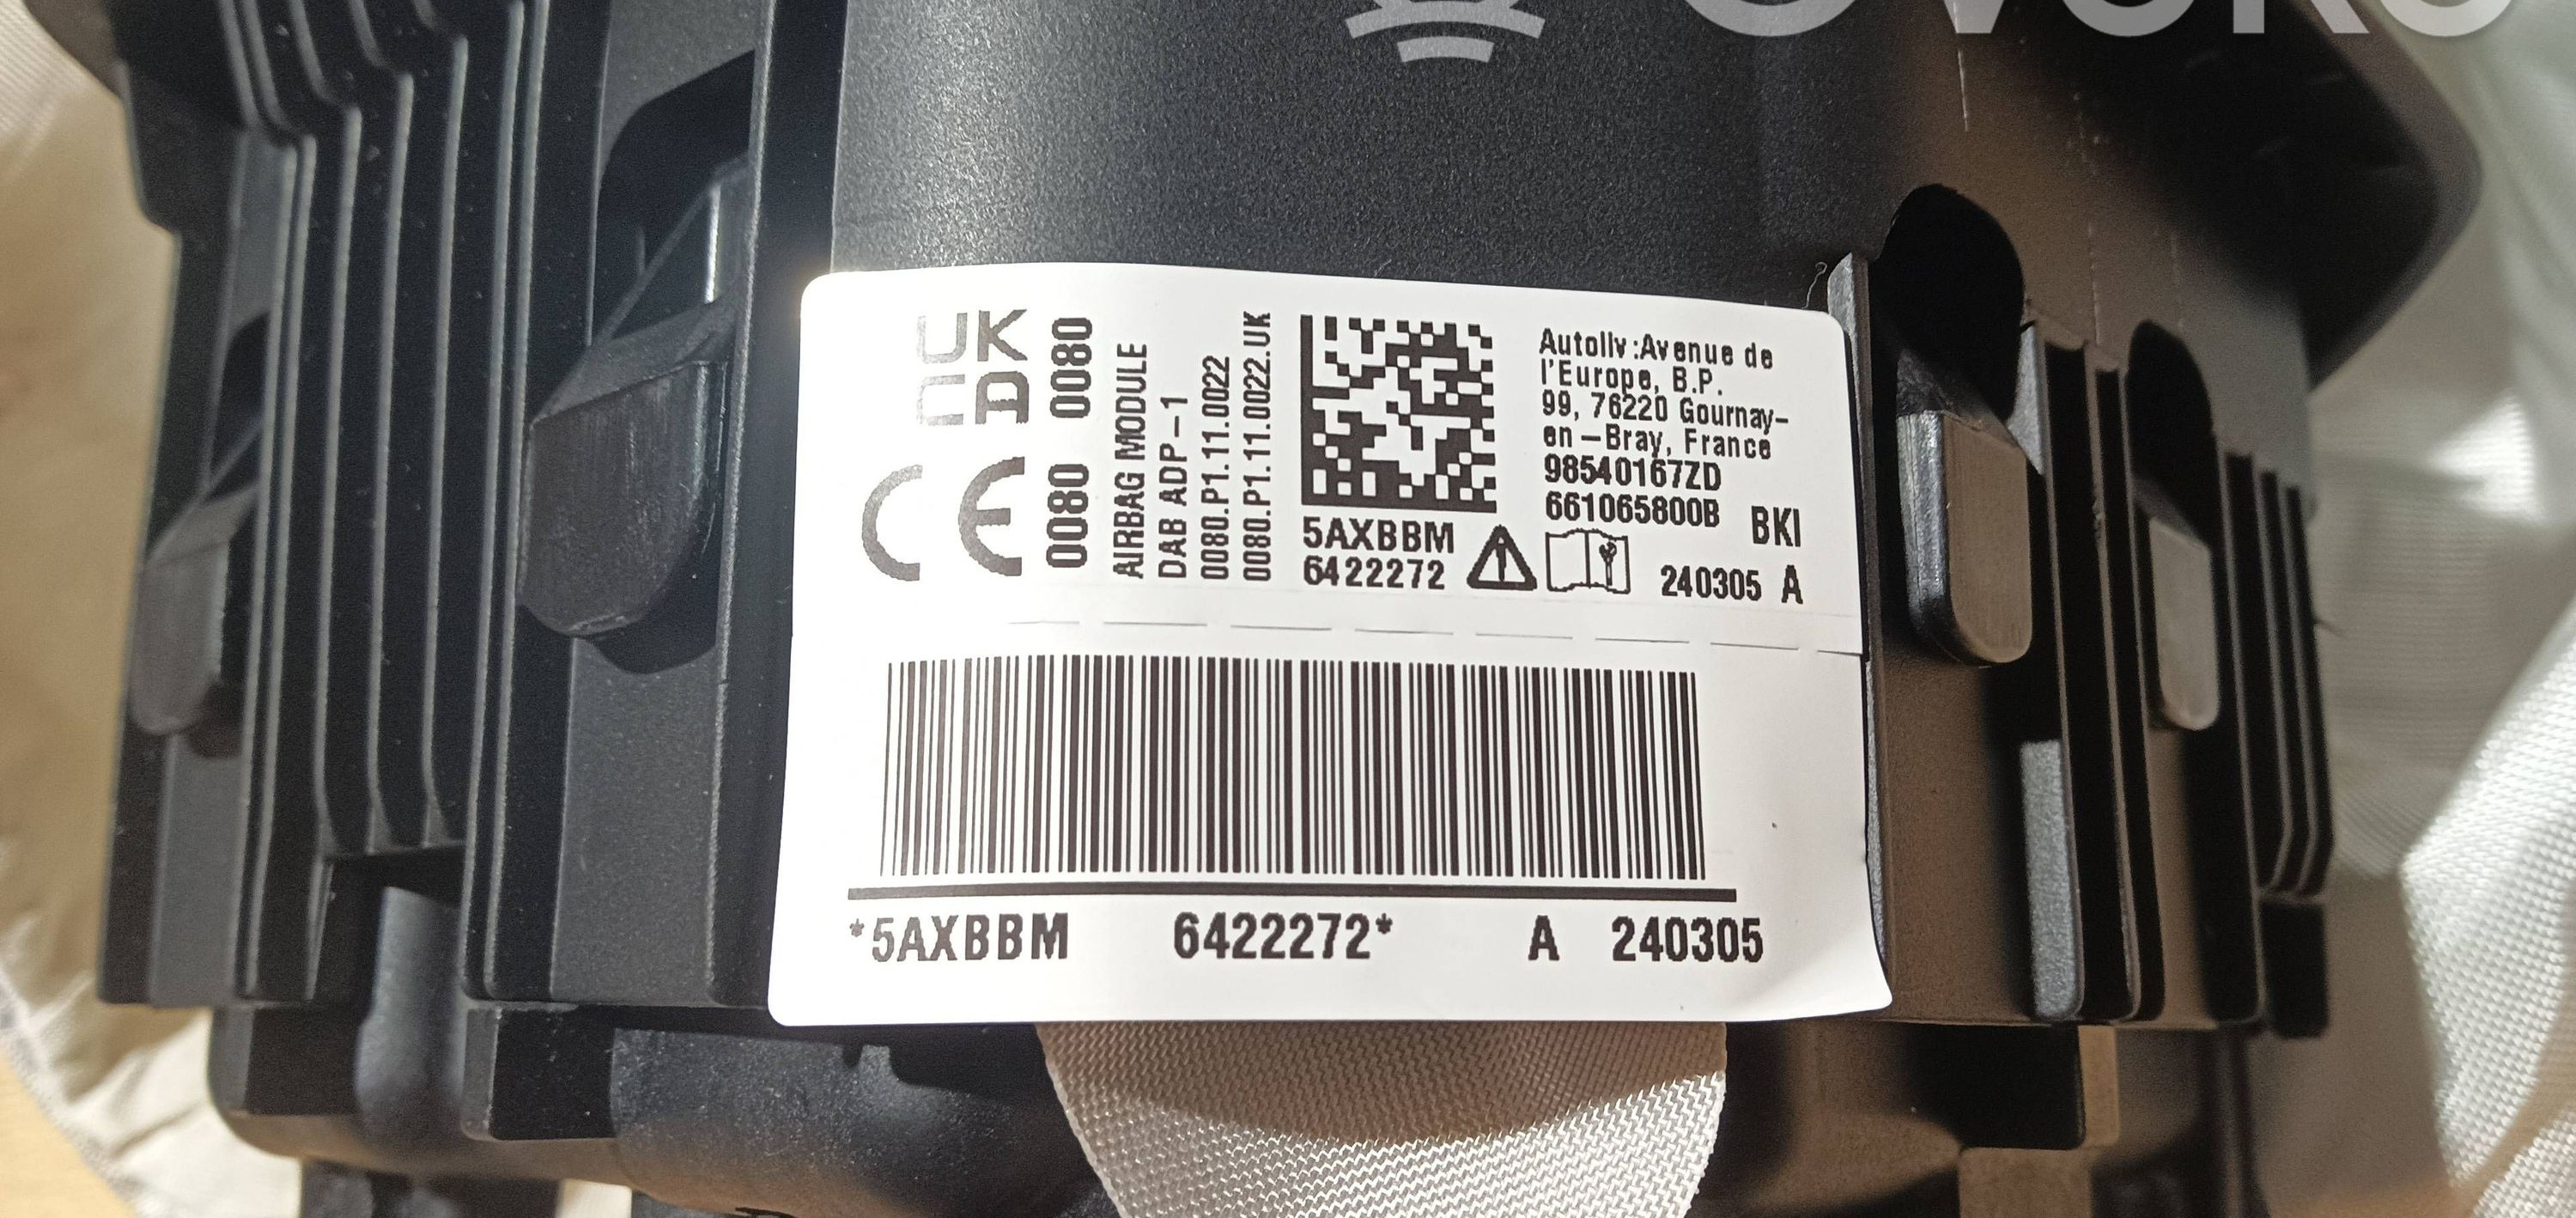 UK
CA
0080
CE
0080
AIRBAG MODULE
DAB ADP-1
0080.P1.11.0022
0080.P1.11.0022.UK
5AXBBM
6422272
Autoliv:Avenue de
l'Europe, B.P.
99, 76220 Gournay-
en-Bray, France
98540167ZD
661065800B
BKI
240305 A
*5AXBBM 6422272* A 240305